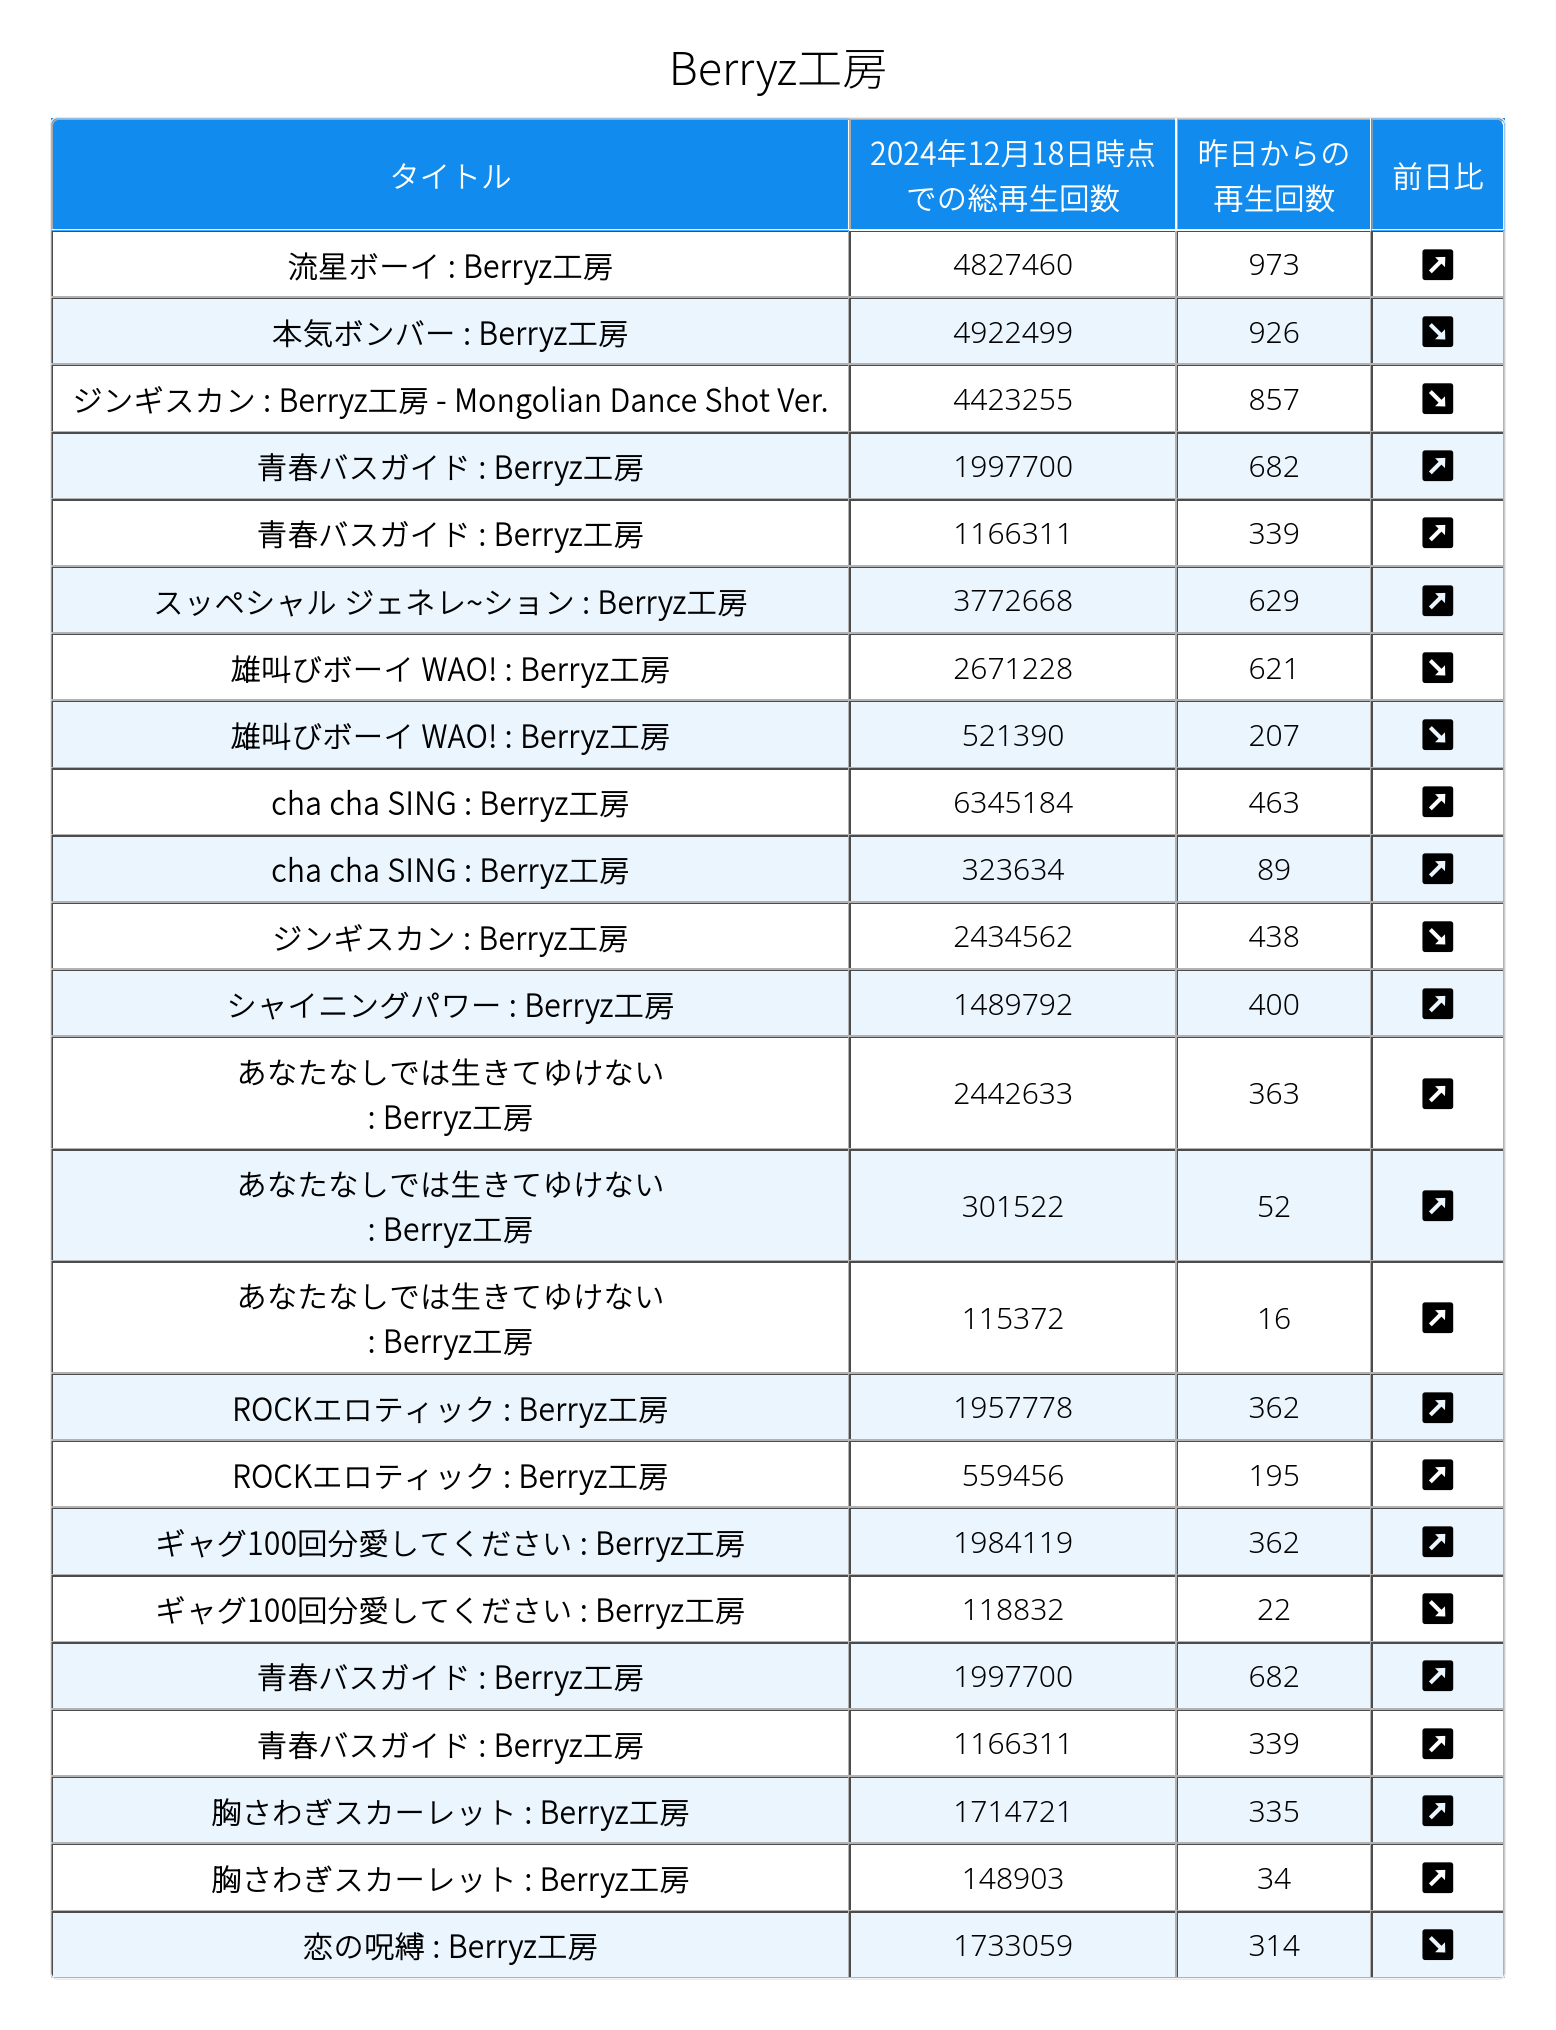 Berryz工房
タイトル
2024年12月18日時点
での総再生回数
昨日からの
再生回数
前日比
流星ボーイ : Berryz工房 4827460 973 ↗
本気ボンバー : Berryz工房 4922499 926 ↘
ジンギスカン : Berryz工房 - Mongolian Dance Shot Ver. 4423255 857 ↘
青春バスガイド : Berryz工房 1997700 682 ↗
青春バスガイド : Berryz工房 1166311 339 ↗
スッペシャル ジェネレ~ション : Berryz工房 3772668 629 ↗
雄叫びボーイ WAO! : Berryz工房 2671228 621 ↘
雄叫びボーイ WAO! : Berryz工房 521390 207 ↘
cha cha SING : Berryz工房 6345184 463 ↗
cha cha SING : Berryz工房 323634 89 ↗
ジンギスカン : Berryz工房 2434562 438 ↘
シャイニングパワー : Berryz工房 1489792 400 ↗
あなたなしでは生きてゆけない
: Berryz工房 2442633 363 ↗
あなたなしでは生きてゆけない
: Berryz工房 301522 52 ↗
あなたなしでは生きてゆけない
: Berryz工房 115372 16 ↗
ROCKエロティック : Berryz工房 1957778 362 ↗
ROCKエロティック : Berryz工房 559456 195 ↗
ギャグ100回分愛してください : Berryz工房 1984119 362 ↗
ギャグ100回分愛してください : Berryz工房 118832 22 ↘
青春バスガイド : Berryz工房 1997700 682 ↗
青春バスガイド : Berryz工房 1166311 339 ↗
胸さわぎスカーレット : Berryz工房 1714721 335 ↗
胸さわぎスカーレット : Berryz工房 148903 34 ↗
恋の呪縛 : Berryz工房 1733059 314 ↘